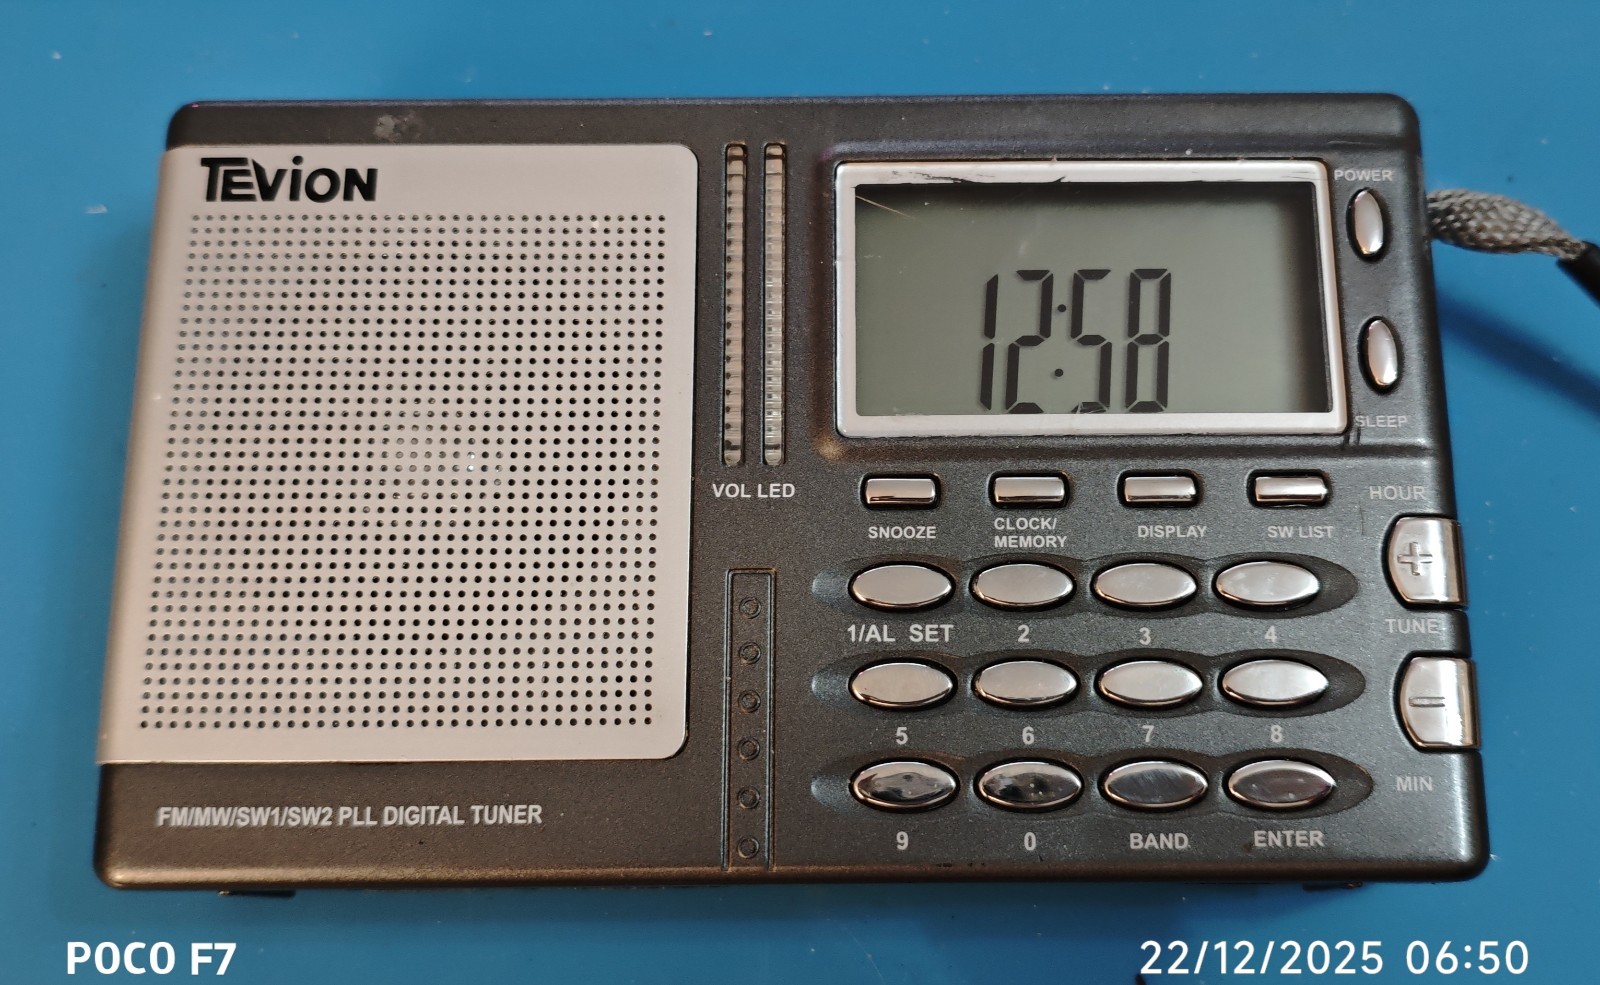 TEViON
POWER
12:58
SLEEP
VOL LED
HOUR
SNOOZE
CLOCK/
MEMORY
DISPLAY
SW LIST
+
1/AL SET
2
3
4
TUNE
5
6
7
8
−
MIN
FM/MW/SW1/SW2 PLL DIGITAL TUNER
9
0
BAND
ENTER
POCO F7
22/12/2025 06:50